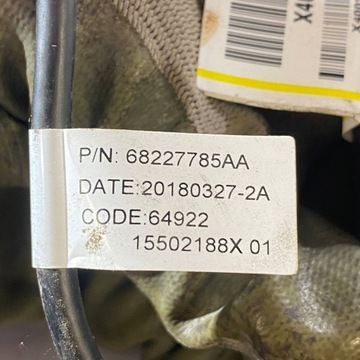 P/N: 68227785AA
DATE:20180327-2A
CODE:64922
15502188X 01